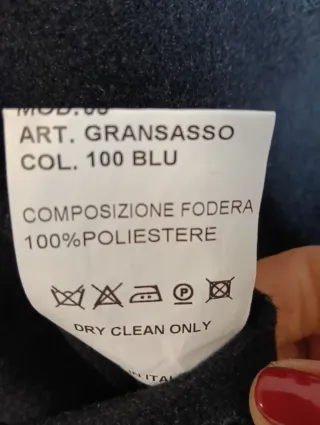 ART. GRANSASSO
COL. 100 BLU
COMPOSIZIONE FODERA
100%POLIESTERE
P
DRY CLEAN ONLY